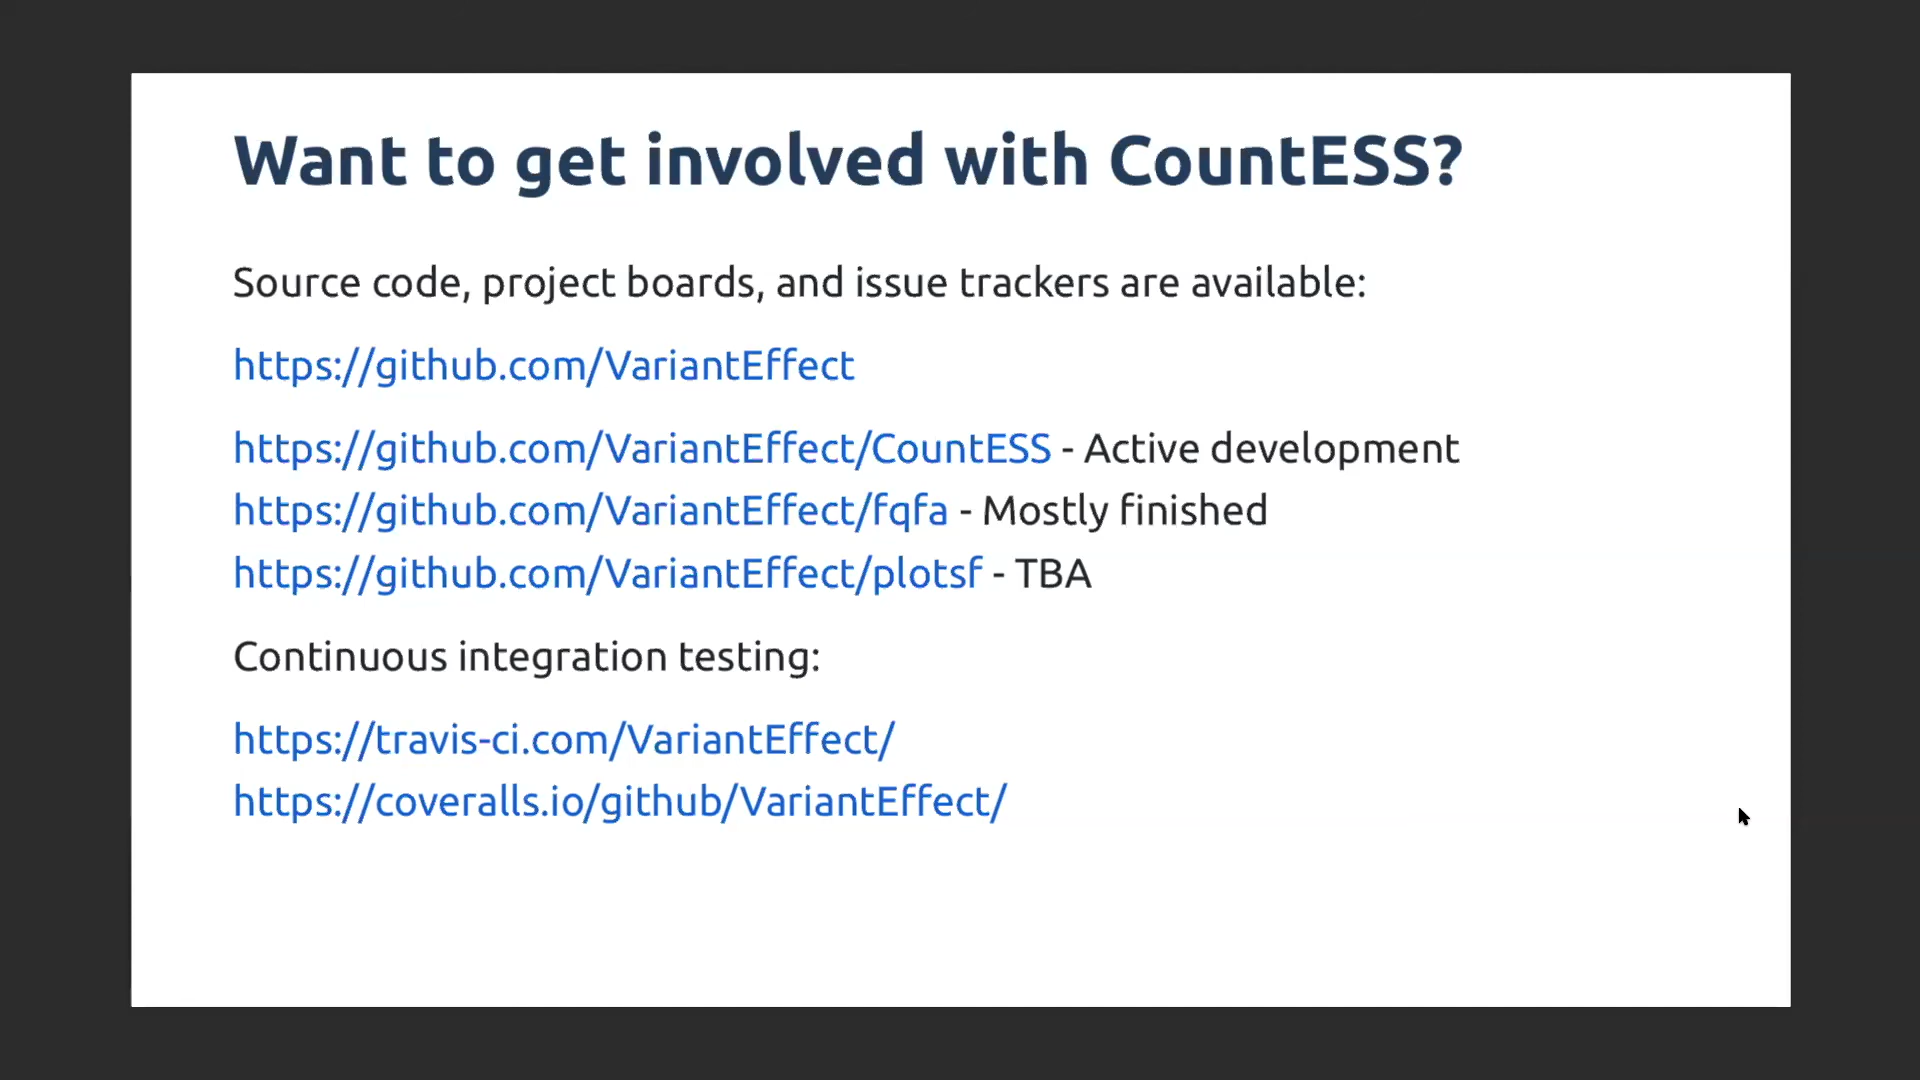 Want to get involved with CountESS?
Source code, project boards, and issue trackers are available:
https://github.com/VariantEffect
https://github.com/VariantEffect/CountESS - Active development
https://github.com/VariantEffect/fqfa - Mostly finished
https://github.com/VariantEffect/plotsf - TBA
Continuous integration testing:
https://travis-ci.com/VariantEffect/
https://coveralls.io/github/VariantEffect/